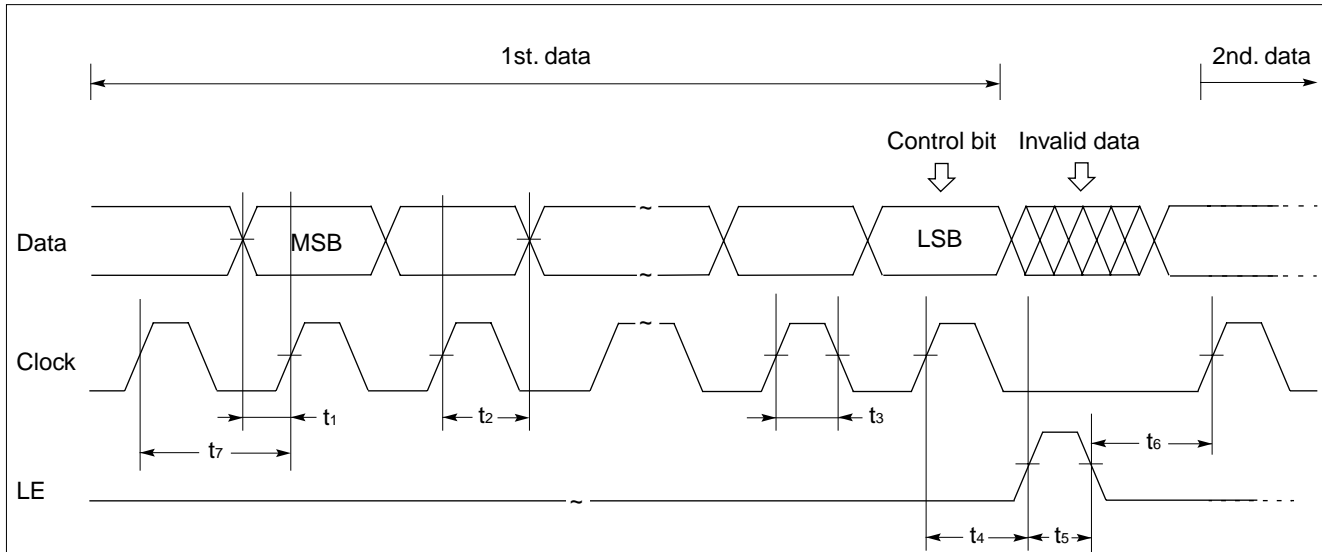 1st. data
2nd. data
Control bit
Invalid data
Data
MSB
~
LSB
~
Clock
~
t1
t2
t3
t7
t6
LE
~
t4
t5